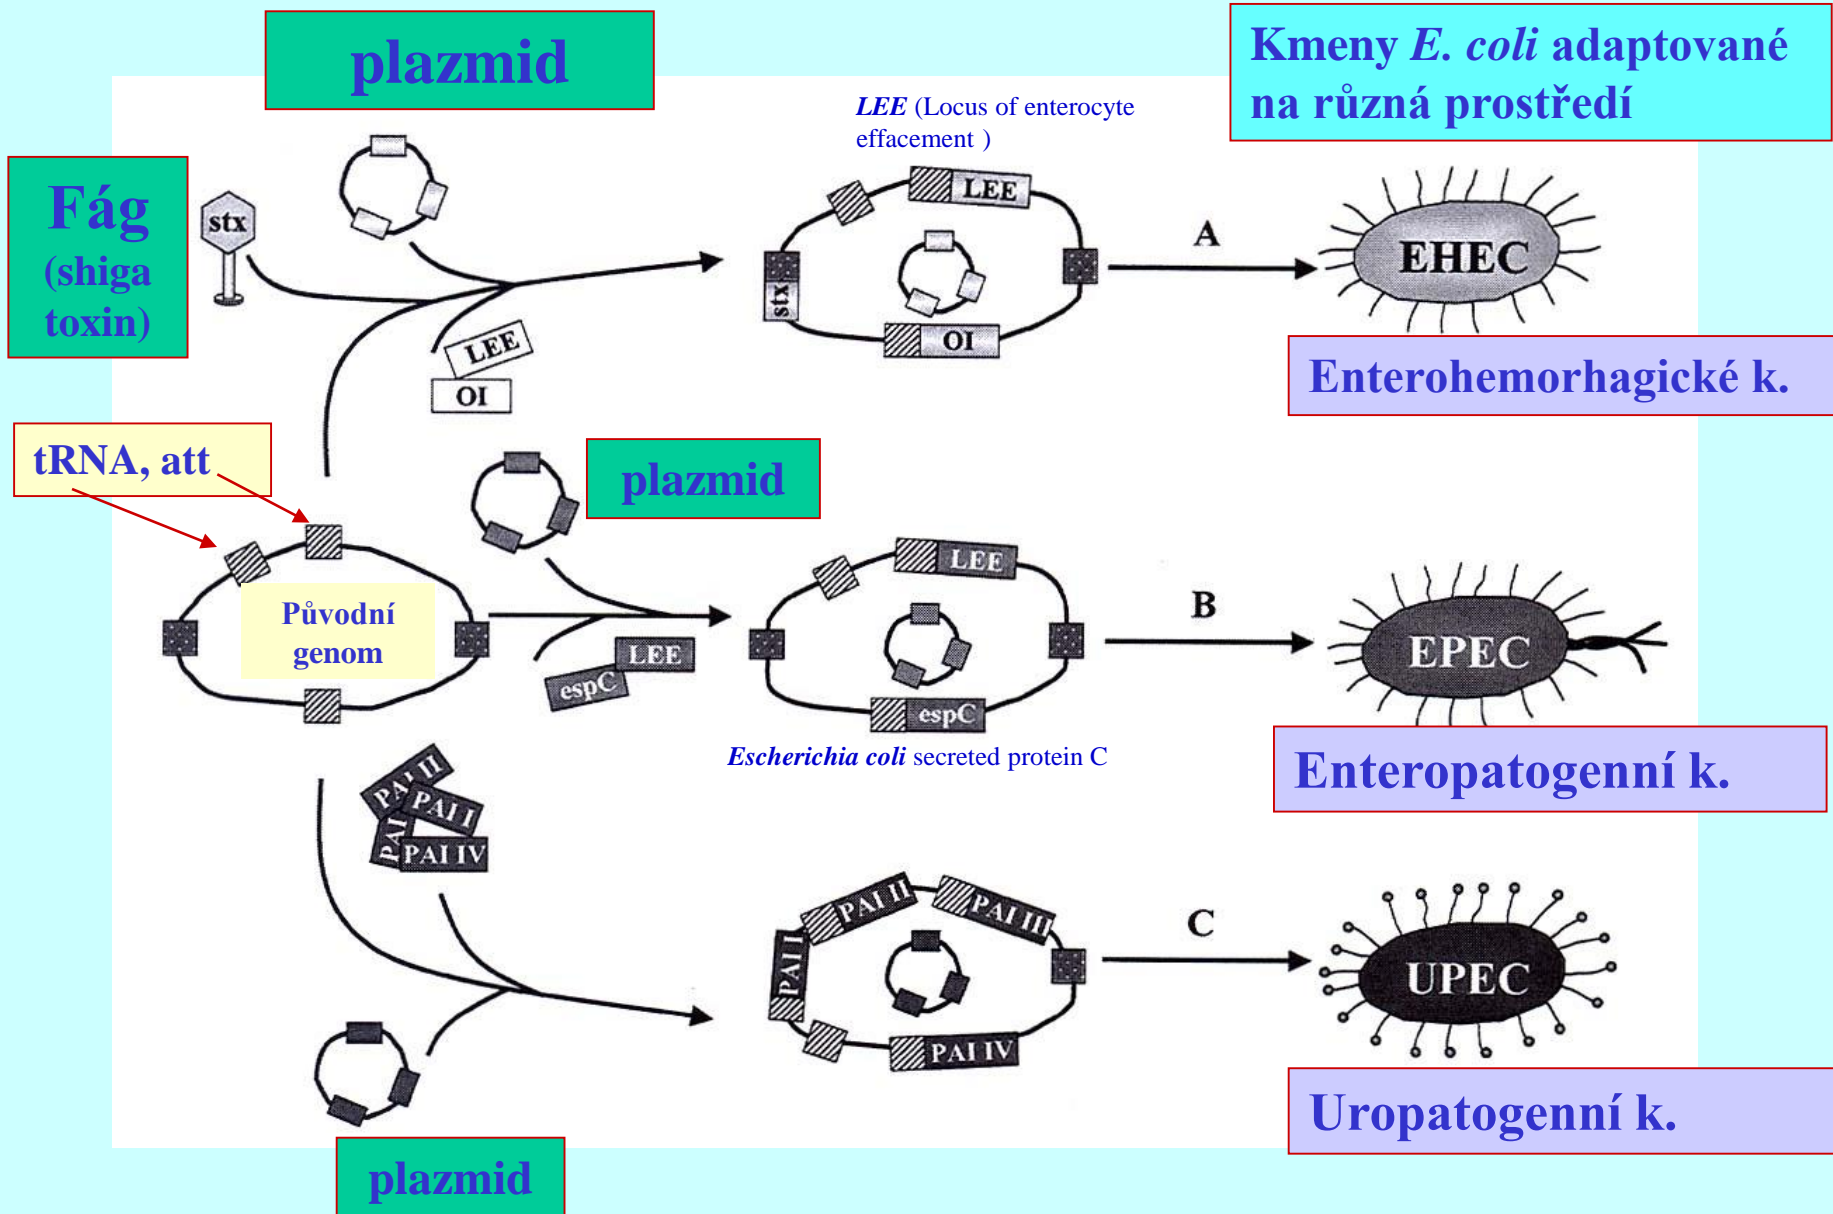 plazmid
Kmeny E. coli adaptované
na různá prostředí
LEE (Locus of enterocyte
effacement )
Fág
(shiga
toxin)
stx
LEE
stx
OI
A
EHEC
LEE
OI
Enterohemorhagické k.
tRNA, att
plazmid
Původní
genom
LEE
espC
LEE
espC
B
EPEC
Escherichia coli secreted protein C
Enteropatogenní k.
PAI II
PAI I
PAI
PAI IV
PAI II
PAI III
PAI I
PAI IV
C
UPEC
Uropatogenní k.
plazmid